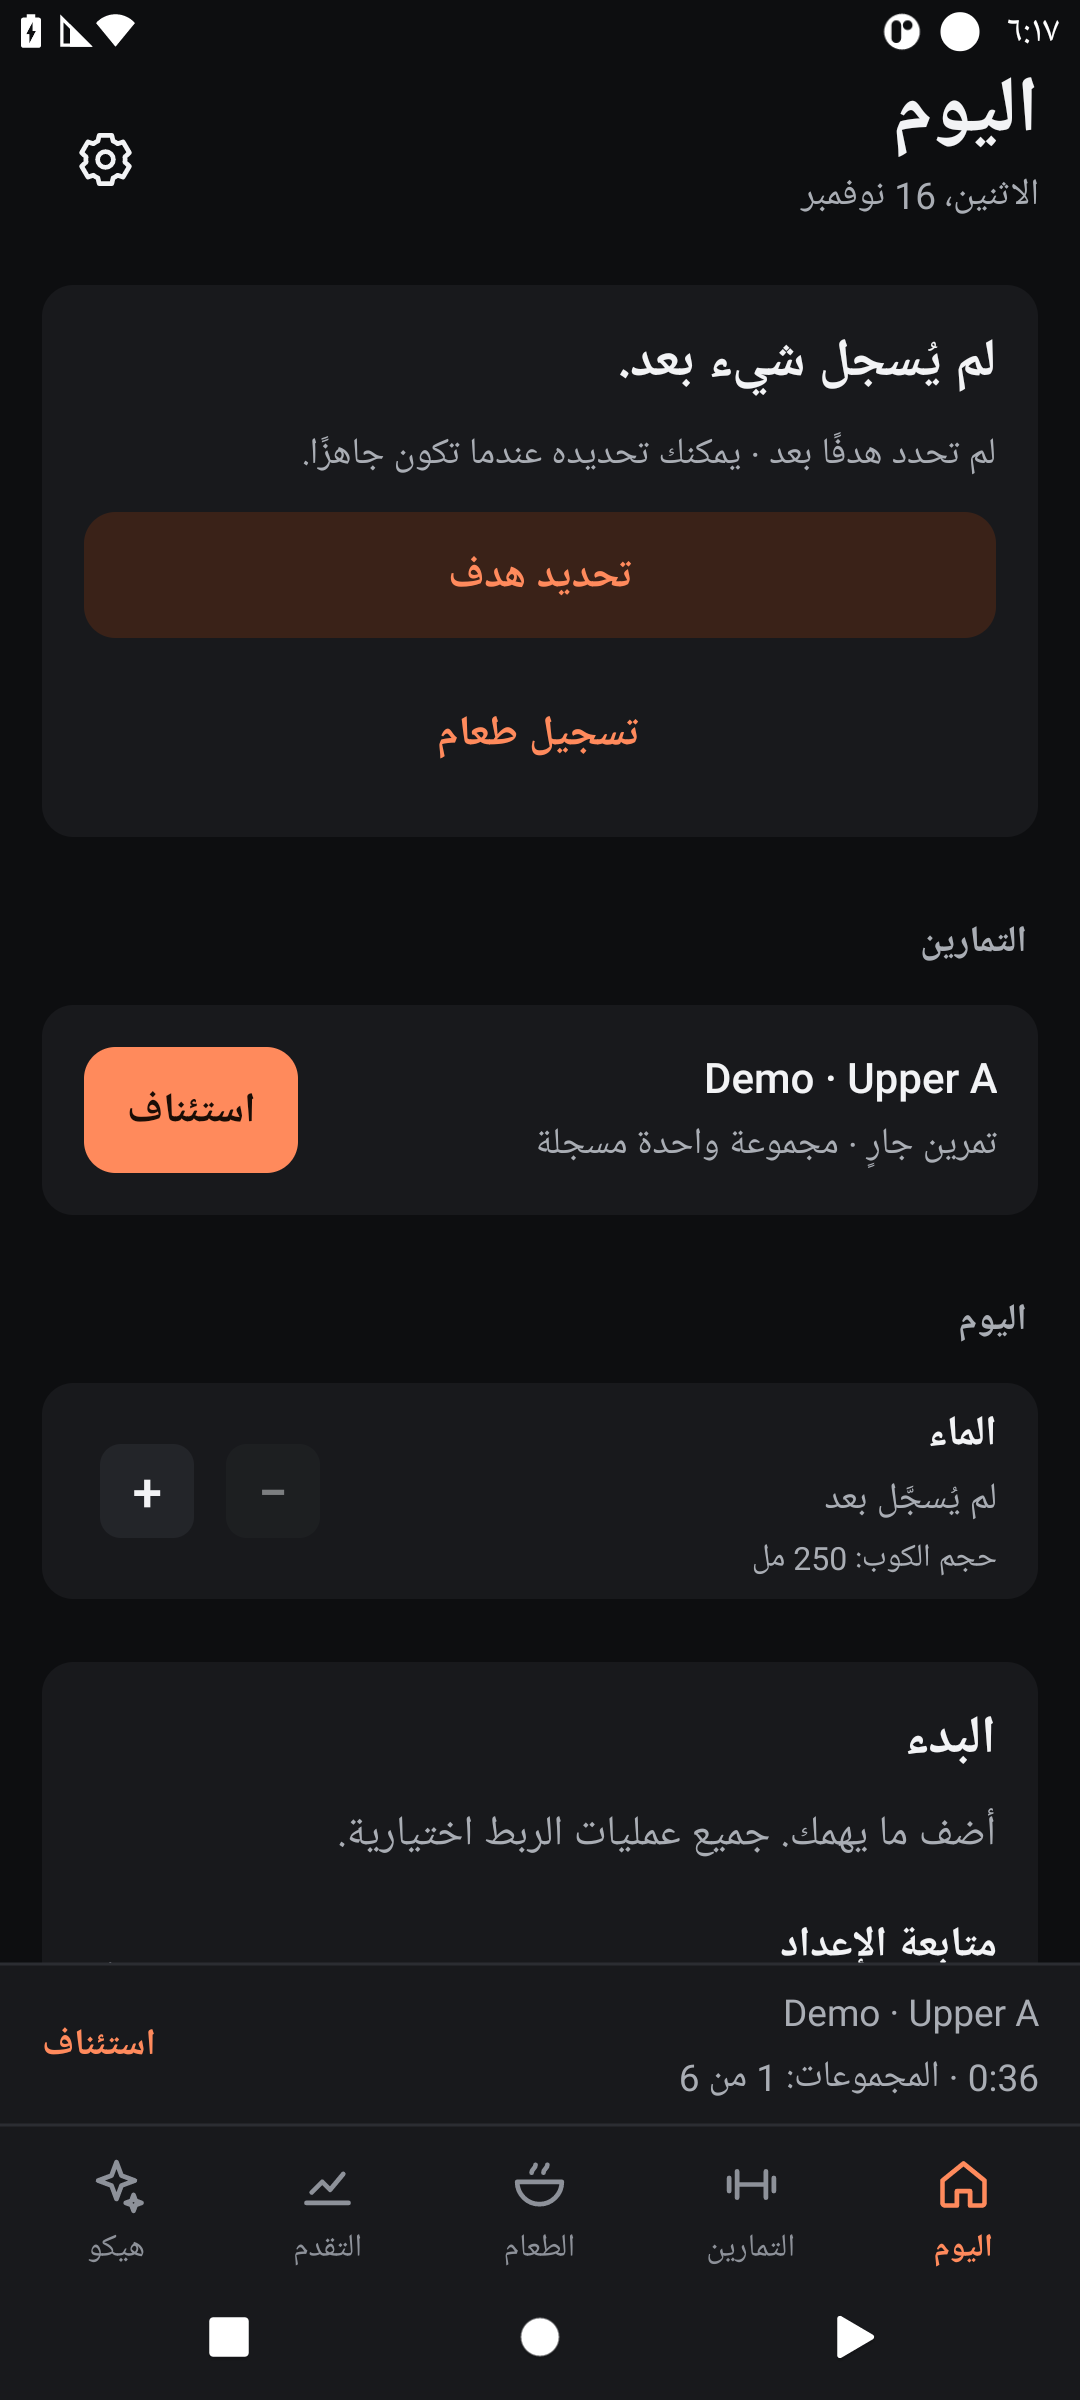 ٦:١٧
اليوم
الاثنين، 16 نوفمبر
لم يُسجل شيء بعد.
لم تحدد هدفًا بعد · يمكنك تحديده عندما تكون جاهزًا.
تحديد هدف
تسجيل طعام
التمارين
Demo · Upper A
تمرين جارٍ · مجموعة واحدة مسجلة
استئناف
اليوم
الماء
لم يُسجَّل بعد
حجم الكوب: 250 مل
− +
البدء
أضف ما يهمك. جميع عمليات الربط اختيارية.
متابعة الإعداد
Demo · Upper A
0:36 · المجموعات: 1 من 6
استئناف
اليوم
التمارين
الطعام
التقدم
هيكو